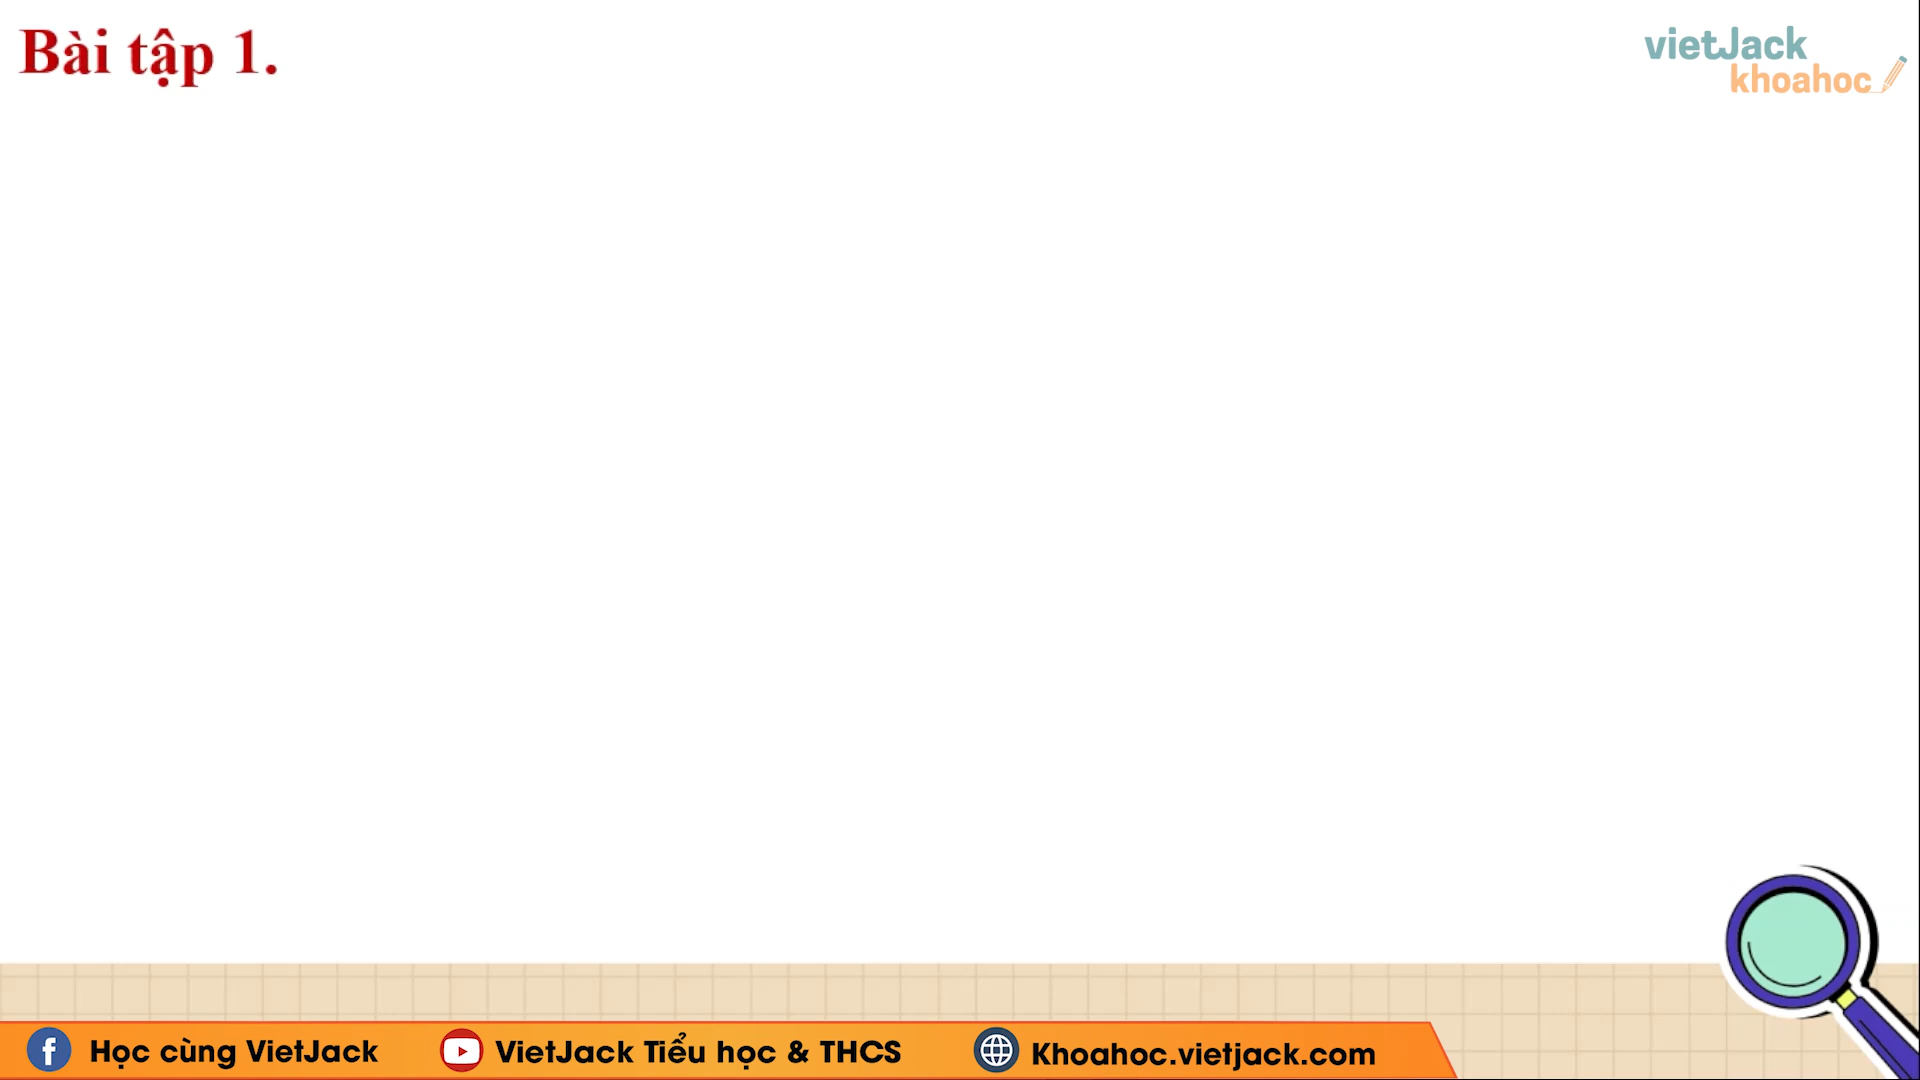 Bài tập 1.
vietJack
khoahoc
Học cùng VietJack
VietJack Tiểu học & THCS
Khoahoc.vietjack.com